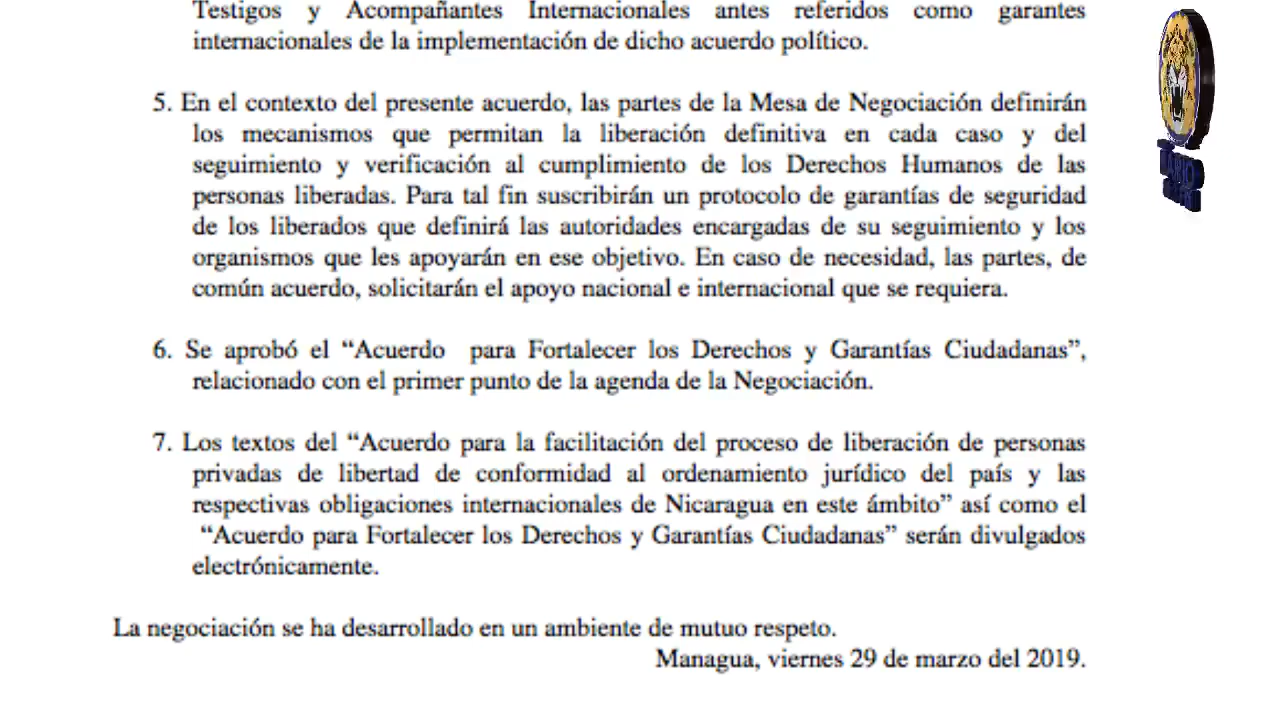 Testigos y Acompañantes Internacionales antes referidos como garantes
internacionales de la implementación de dicho acuerdo político.
5. En el contexto del presente acuerdo, las partes de la Mesa de Negociación definirán
los mecanismos que permitan la liberación definitiva en cada caso y del
seguimiento y verificación al cumplimiento de los Derechos Humanos de las
personas liberadas. Para tal fin suscribirán un protocolo de garantías de seguridad
de los liberados que definirá las autoridades encargadas de su seguimiento y los
organismos que les apoyarán en ese objetivo. En caso de necesidad, las partes, de
común acuerdo, solicitarán el apoyo nacional e internacional que se requiera.
6. Se aprobó el “Acuerdo para Fortalecer los Derechos y Garantías Ciudadanas”,
relacionado con el primer punto de la agenda de la Negociación.
7. Los textos del “Acuerdo para la facilitación del proceso de liberación de personas
privadas de libertad de conformidad al ordenamiento jurídico del país y las
respectivas obligaciones internacionales de Nicaragua en este ámbito” así como el
“Acuerdo para Fortalecer los Derechos y Garantías Ciudadanas” serán divulgados
electrónicamente.
La negociación se ha desarrollado en un ambiente de mutuo respeto.
Managua, viernes 29 de marzo del 2019.